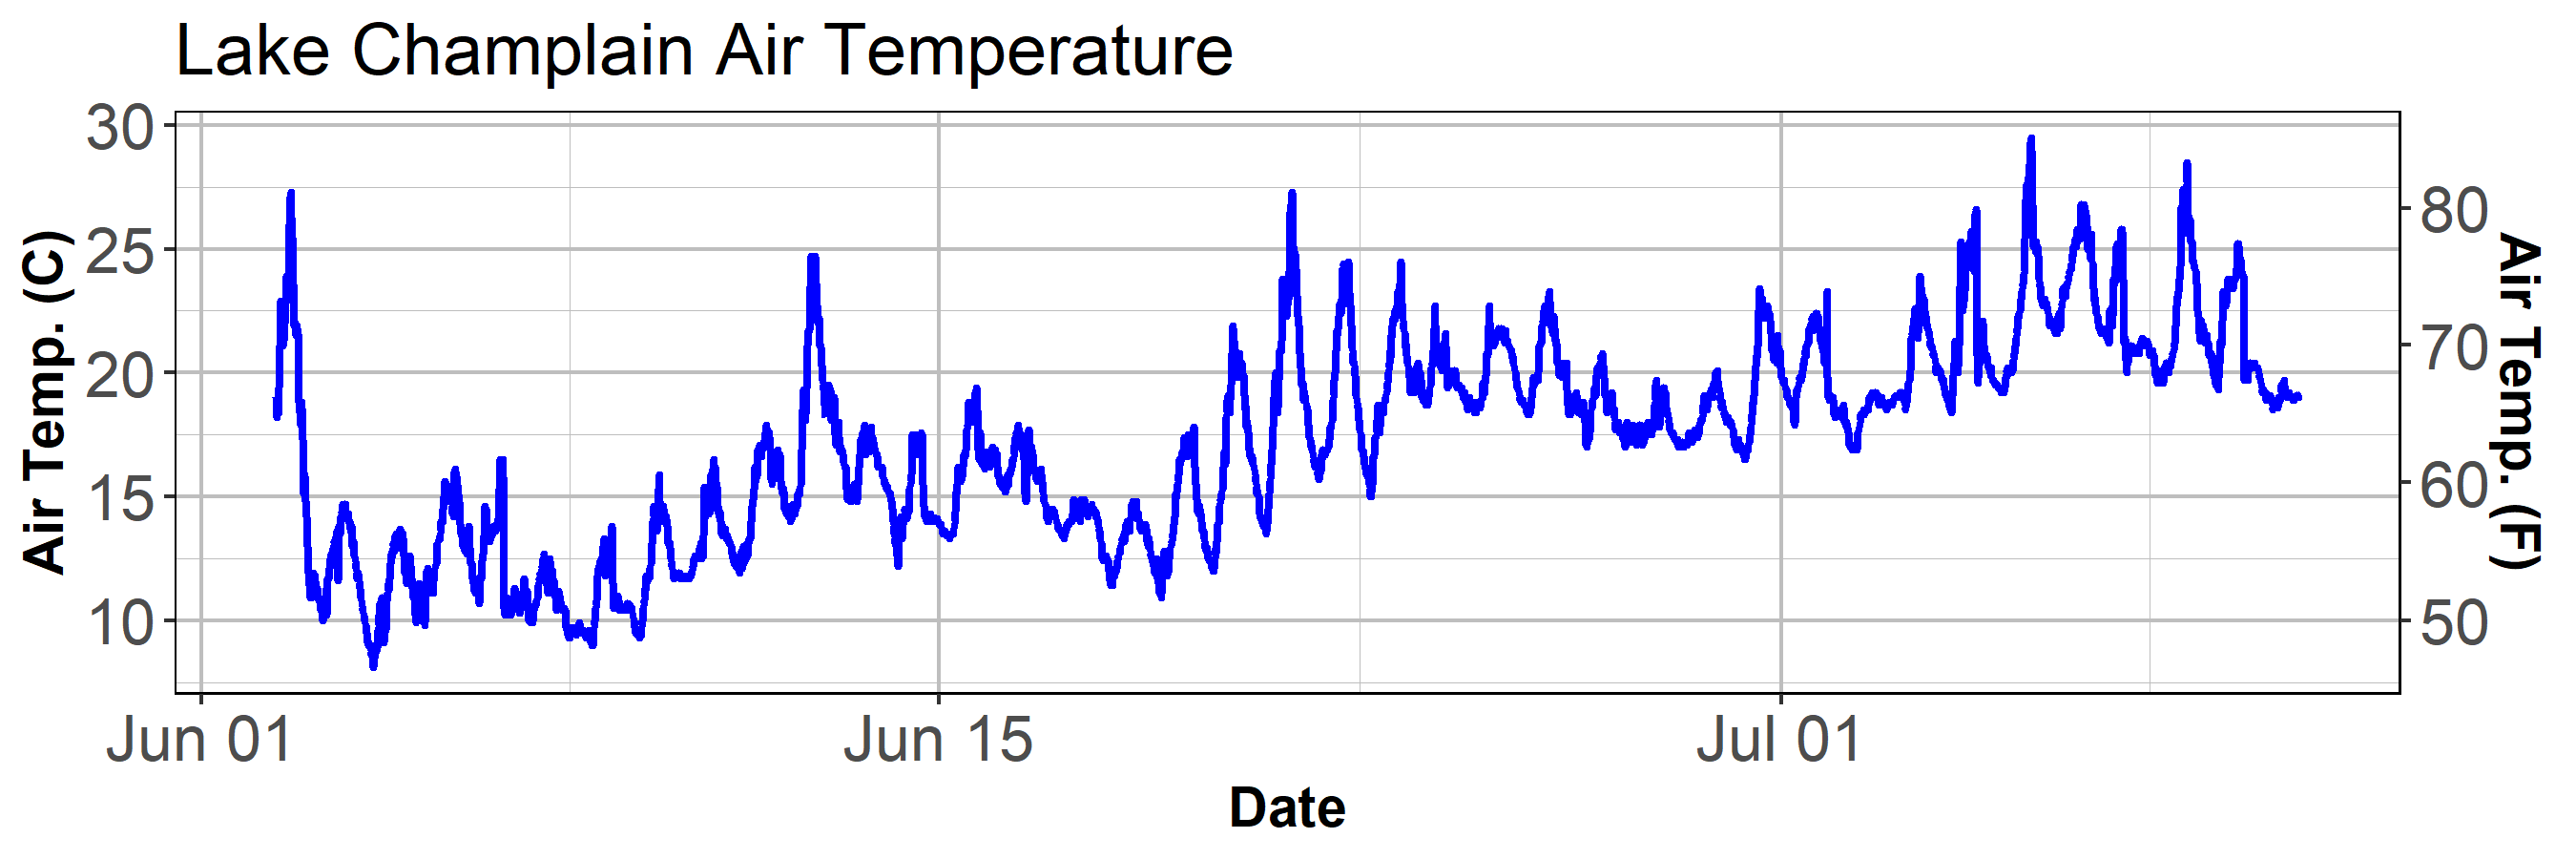 Lake Champlain Air Temperature
30
25
20
15
10
Air Temp. (C)
80
70
60
50
Air Temp. (F)
Jun 01
Jun 15
Jul 01
Date